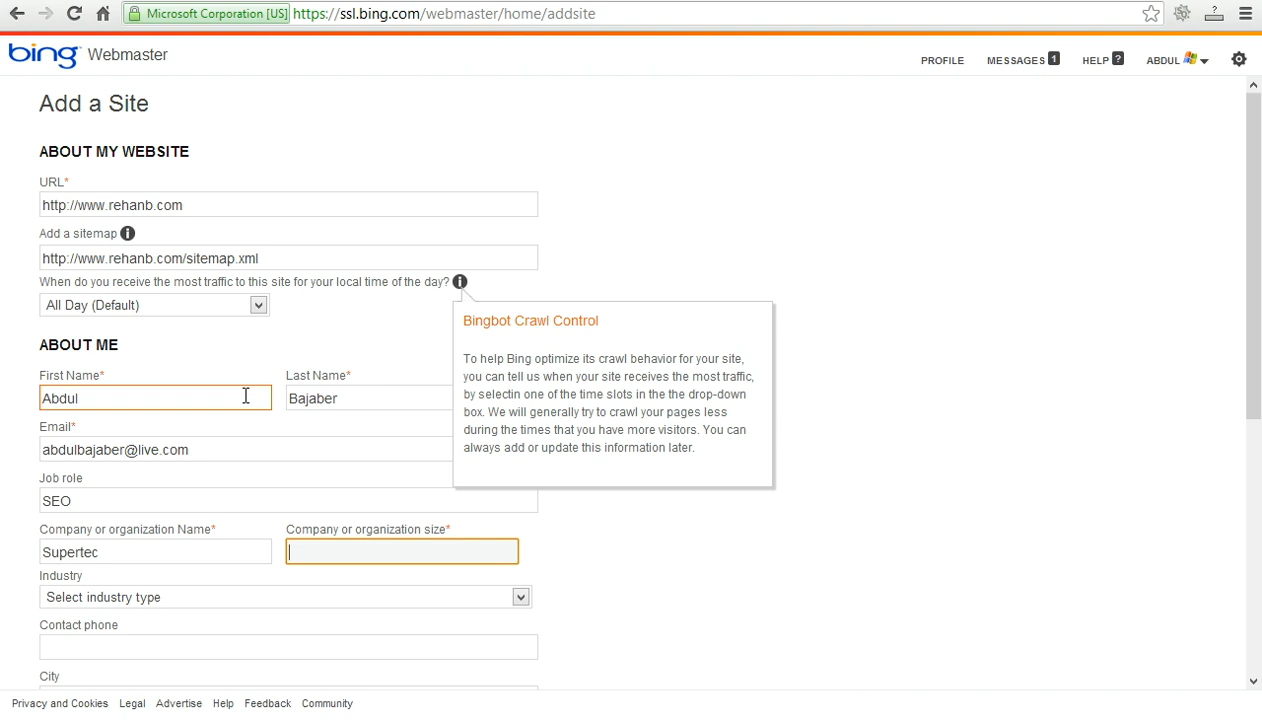 Microsoft Corporation [US] https://ssl.bing.com/webmaster/home/addsite
bing Webmaster
PROFILE MESSAGES 1 HELP ? ABDUL
Add a Site
ABOUT MY WEBSITE
URL*
http://www.rehanb.com
Add a sitemap i
http://www.rehanb.com/sitemap.xml
When do you receive the most traffic to this site for your local time of the day? i
All Day (Default)
Bingbot Crawl Control
To help Bing optimize its crawl behavior for your site,
you can tell us when your site receives the most traffic,
by selectin one of the time slots in the the drop-down
box. We will generally try to crawl your pages less
during the times that you have more visitors. You can
always add or update this information later.
ABOUT ME
First Name* Last Name*
Abdul Bajaber
Email*
abdulbajaber@live.com
Job role
SEO
Company or organization Name* Company or organization size*
Supertec
Industry
Select industry type
Contact phone
City
Privacy and Cookies Legal Advertise Help Feedback Community